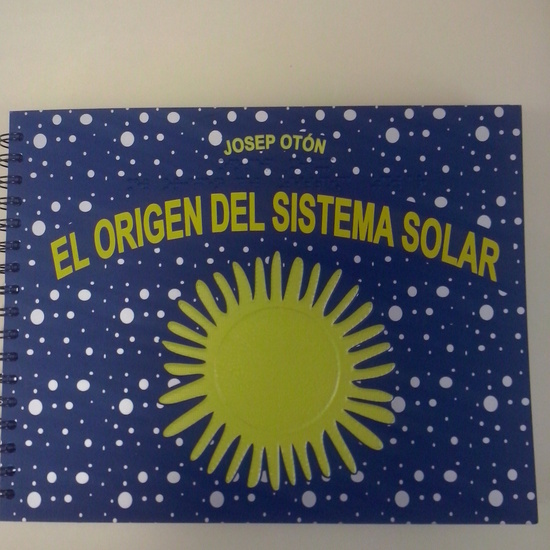 JOSEP OTÓN
EL ORIGEN DEL SISTEMA SOLAR